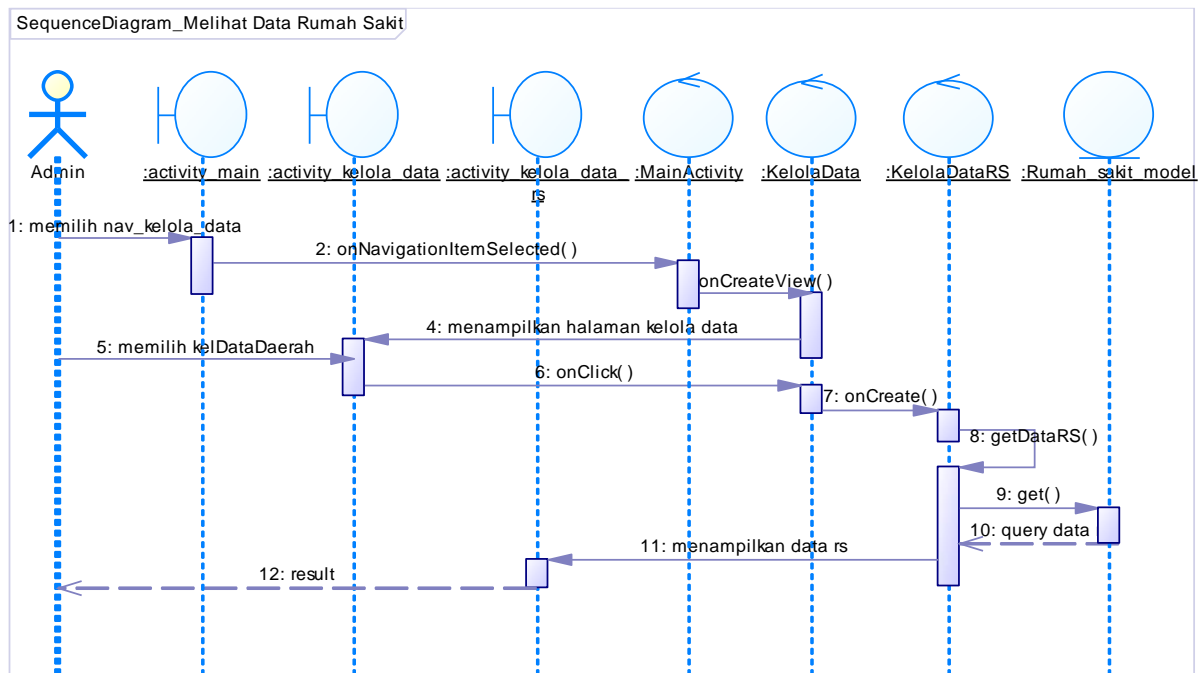 SequenceDiagram_Melihat Data Rumah Sakit
Admin
:activity_main
:activity_kelola_data
:activity_kelola_data_
rs
:MainActivity
:KelolaData
:KelolaDataRS
:Rumah_sakit_model
1: memilih nav_kelola_data
2: onNavigationItemSelected( )
onCreateView( )
4: menampilkan halaman kelola data
5: memilih kelDataDaerah
6: onClick( )
7: onCreate( )
8: getDataRS( )
9: get( )
10: query data
11: menampilkan data rs
12: result